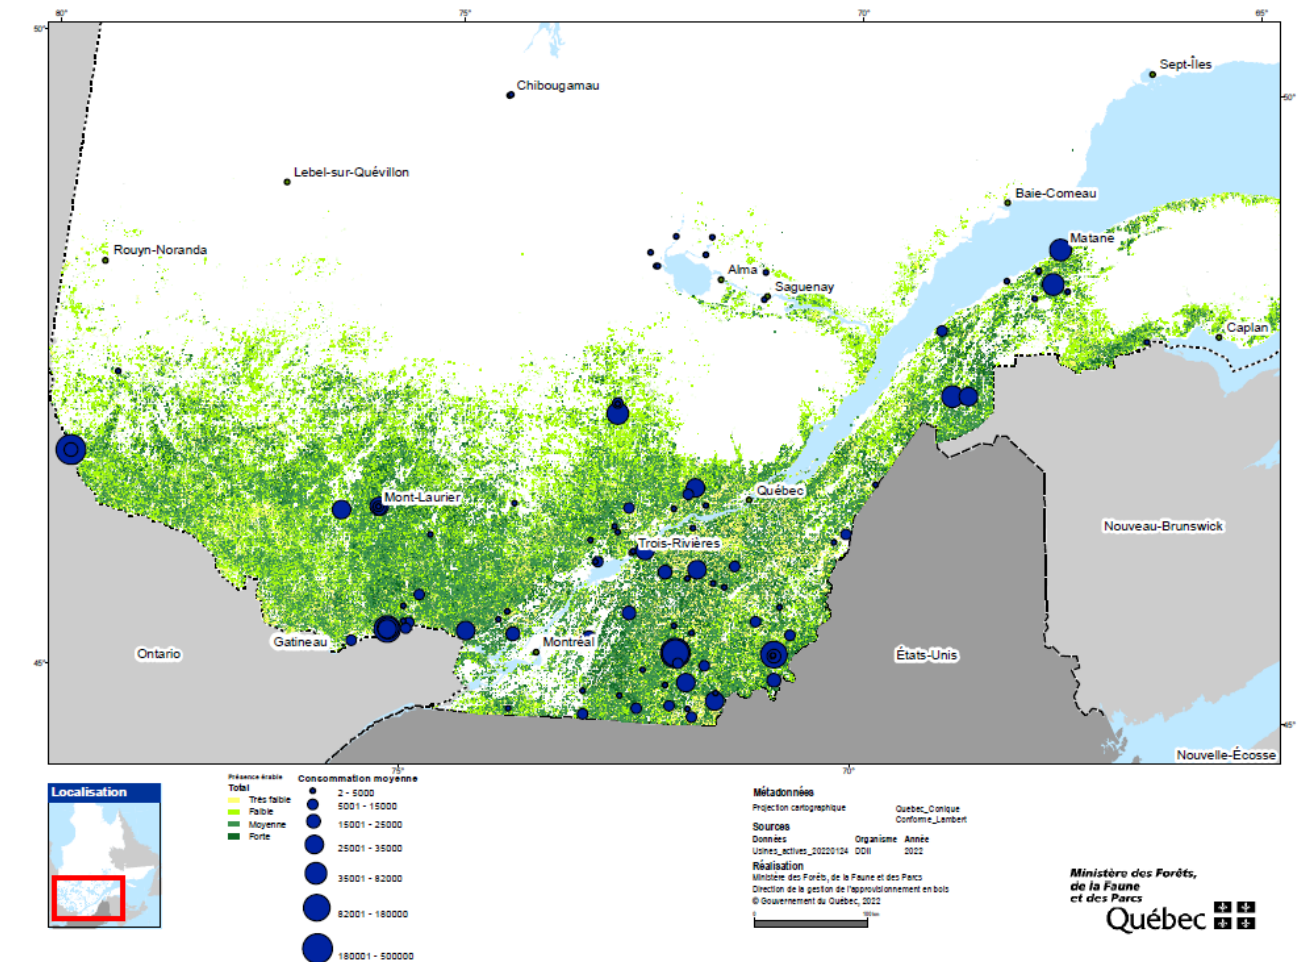 80°
75°
70°
65°
50°
Sept-Îles
Chibougamau
50°
Lebel-sur-Quévillon
Baie-Comeau
Matane
Rouyn-Noranda
Alma
Saguenay
Caplan
Mont-Laurier
Québec
Nouveau-Brunswick
Trois-Rivières
Gatineau
Montréal
Ontario
États-Unis
45°
45°
Nouvelle-Écosse
75°
70°
Localisation
Présence érable
Total
Très faible
Faible
Moyenne
Forte
Consommation moyenne
2 - 5000
5001 - 15000
15001 - 25000
25001 - 35000
35001 - 82000
82001 - 180000
180001 - 500000
Métadonnées
Projection cartographique
Quebec_Conique
Conforme_Lambert
Sources
Données Organisme Année
Usines_actives_20220124 DDII 2022
Réalisation
Ministère des Forêts, de la Faune et des Parcs
Direction de la gestion de l'approvisionnement en bois
© Gouvernement du Québec, 2022
0
Ministère des Forêts,
de la Faune
et des Parcs
Québec